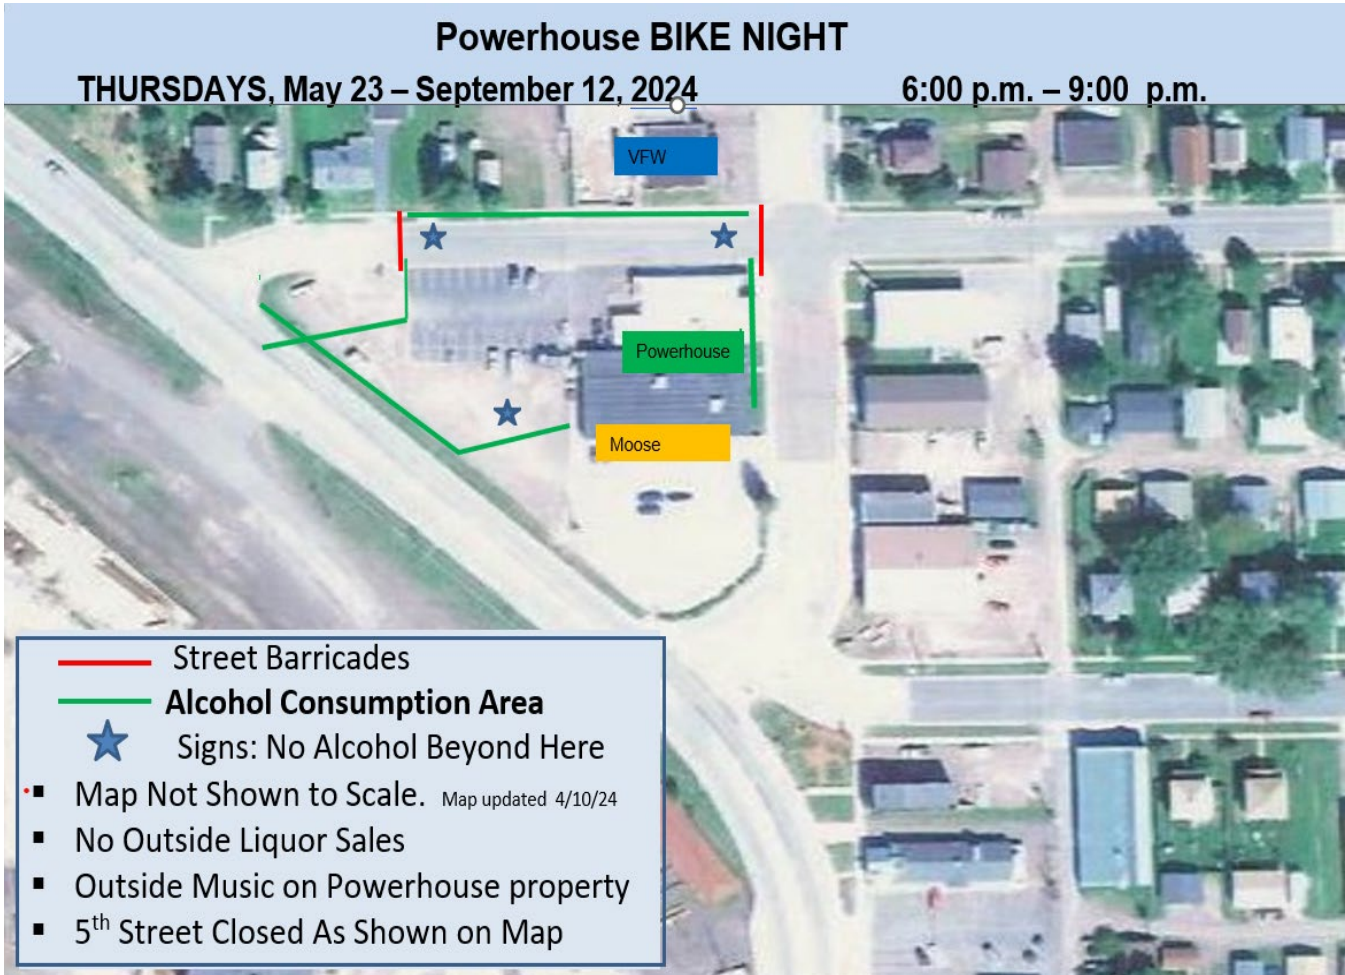 Powerhouse BIKE NIGHT
THURSDAYS, May 23 – September 12, 2024 6:00 p.m. – 9:00 p.m.
VFW
Powerhouse
Moose
Street Barricades
Alcohol Consumption Area
Signs: No Alcohol Beyond Here
▪ Map Not Shown to Scale. Map updated 4/10/24
▪ No Outside Liquor Sales
▪ Outside Music on Powerhouse property
▪ 5th Street Closed As Shown on Map